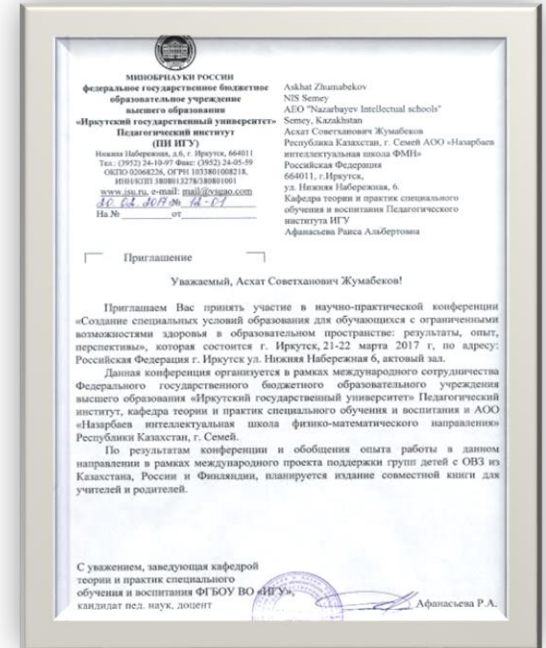 МИНОБРНАУКИ РОССИИ
федеральное государственное бюджетное
образовательное учреждение
высшего образования
«Иркутский государственный университет»
Педагогический институт
(ПИ ИГУ)
Нижняя Набережная, д.6, г. Иркутск, 664011
Тел.: (3952) 24-10-97 Факс: (3952) 24-05-59
ОКПО 02068226, ОГРН 1033801008218,
ИНН/КПП 3808013278/380801001
www.isu.ru, e-mail: mail@vsgao.com
20.02.2017 № 12-01
На № от
Askhat Zhumabekov
NIS Semey
AEO "Nazarbayev Intellectual schools"
Semey, Kazakhstan
Асхат Советханович Жумабеков
Республика Казахстан, г. Семей АОО «Назарбаев
интеллектуальная школа ФМН»
Российская Федерация
664011, г.Иркутск,
ул. Нижняя Набережная, 6.
Кафедра теории и практик специального
обучения и воспитания Педагогического
института ИГУ
Афанасьева Раиса Альбертовна
Приглашение
Уважаемый, Асхат Советханович Жумабеков!
Приглашаем Вас принять участие в научно-практической конференции
«Создание специальных условий образования для обучающихся с ограниченными
возможностями здоровья в образовательном пространстве: результаты, опыт,
перспективы», которая состоится г. Иркутск, 21-22 марта 2017 г, по адресу:
Российская Федерация г. Иркутск ул. Нижняя Набережная 6, актовый зал.
Данная конференция организуется в рамках международного сотрудничества
Федерального государственного бюджетного образовательного учреждения
высшего образования «Иркутский государственный университет» Педагогический
институт, кафедра теории и практик специального обучения и воспитания и АОО
«Назарбаев интеллектуальная школа физико-математического направления»
Республики Казахстан, г. Семей.
По результатам конференции и обобщения опыта работы в данном
направлении в рамках международного проекта поддержки групп детей с ОВЗ из
Казахстана, России и Финляндии, планируется издание совместной книги для
учителей и родителей.
С уважением, заведующая кафедрой
теории и практик специального
обучения и воспитания ФГБОУ ВО «ИГУ»,
кандидат пед. наук, доцент Афанасьева Р.А.